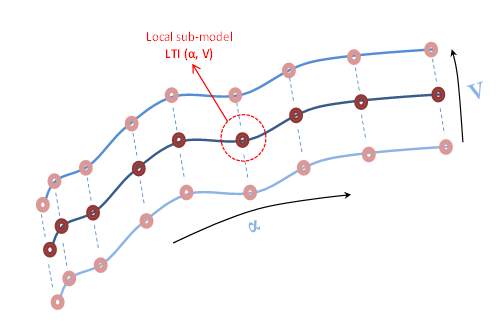 Local sub-model
LTI (α, V)
V
α